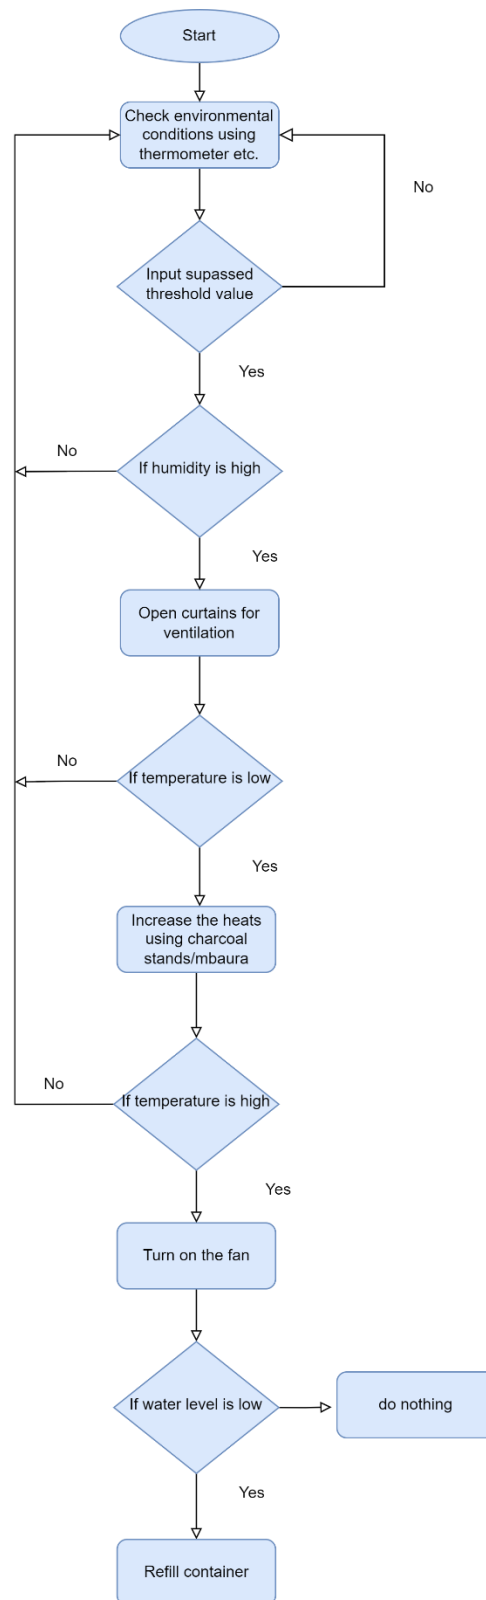 Start
Check environmental
conditions using
thermometer etc.
No
Input supassed
threshold value
Yes
No
If humidity is high
Yes
Open curtains for
ventilation
No
If temperature is low
Yes
Increase the heats
using charcoal
stands/mbaura
No
If temperature is high
Yes
Turn on the fan
If water level is low
do nothing
Yes
Refill container